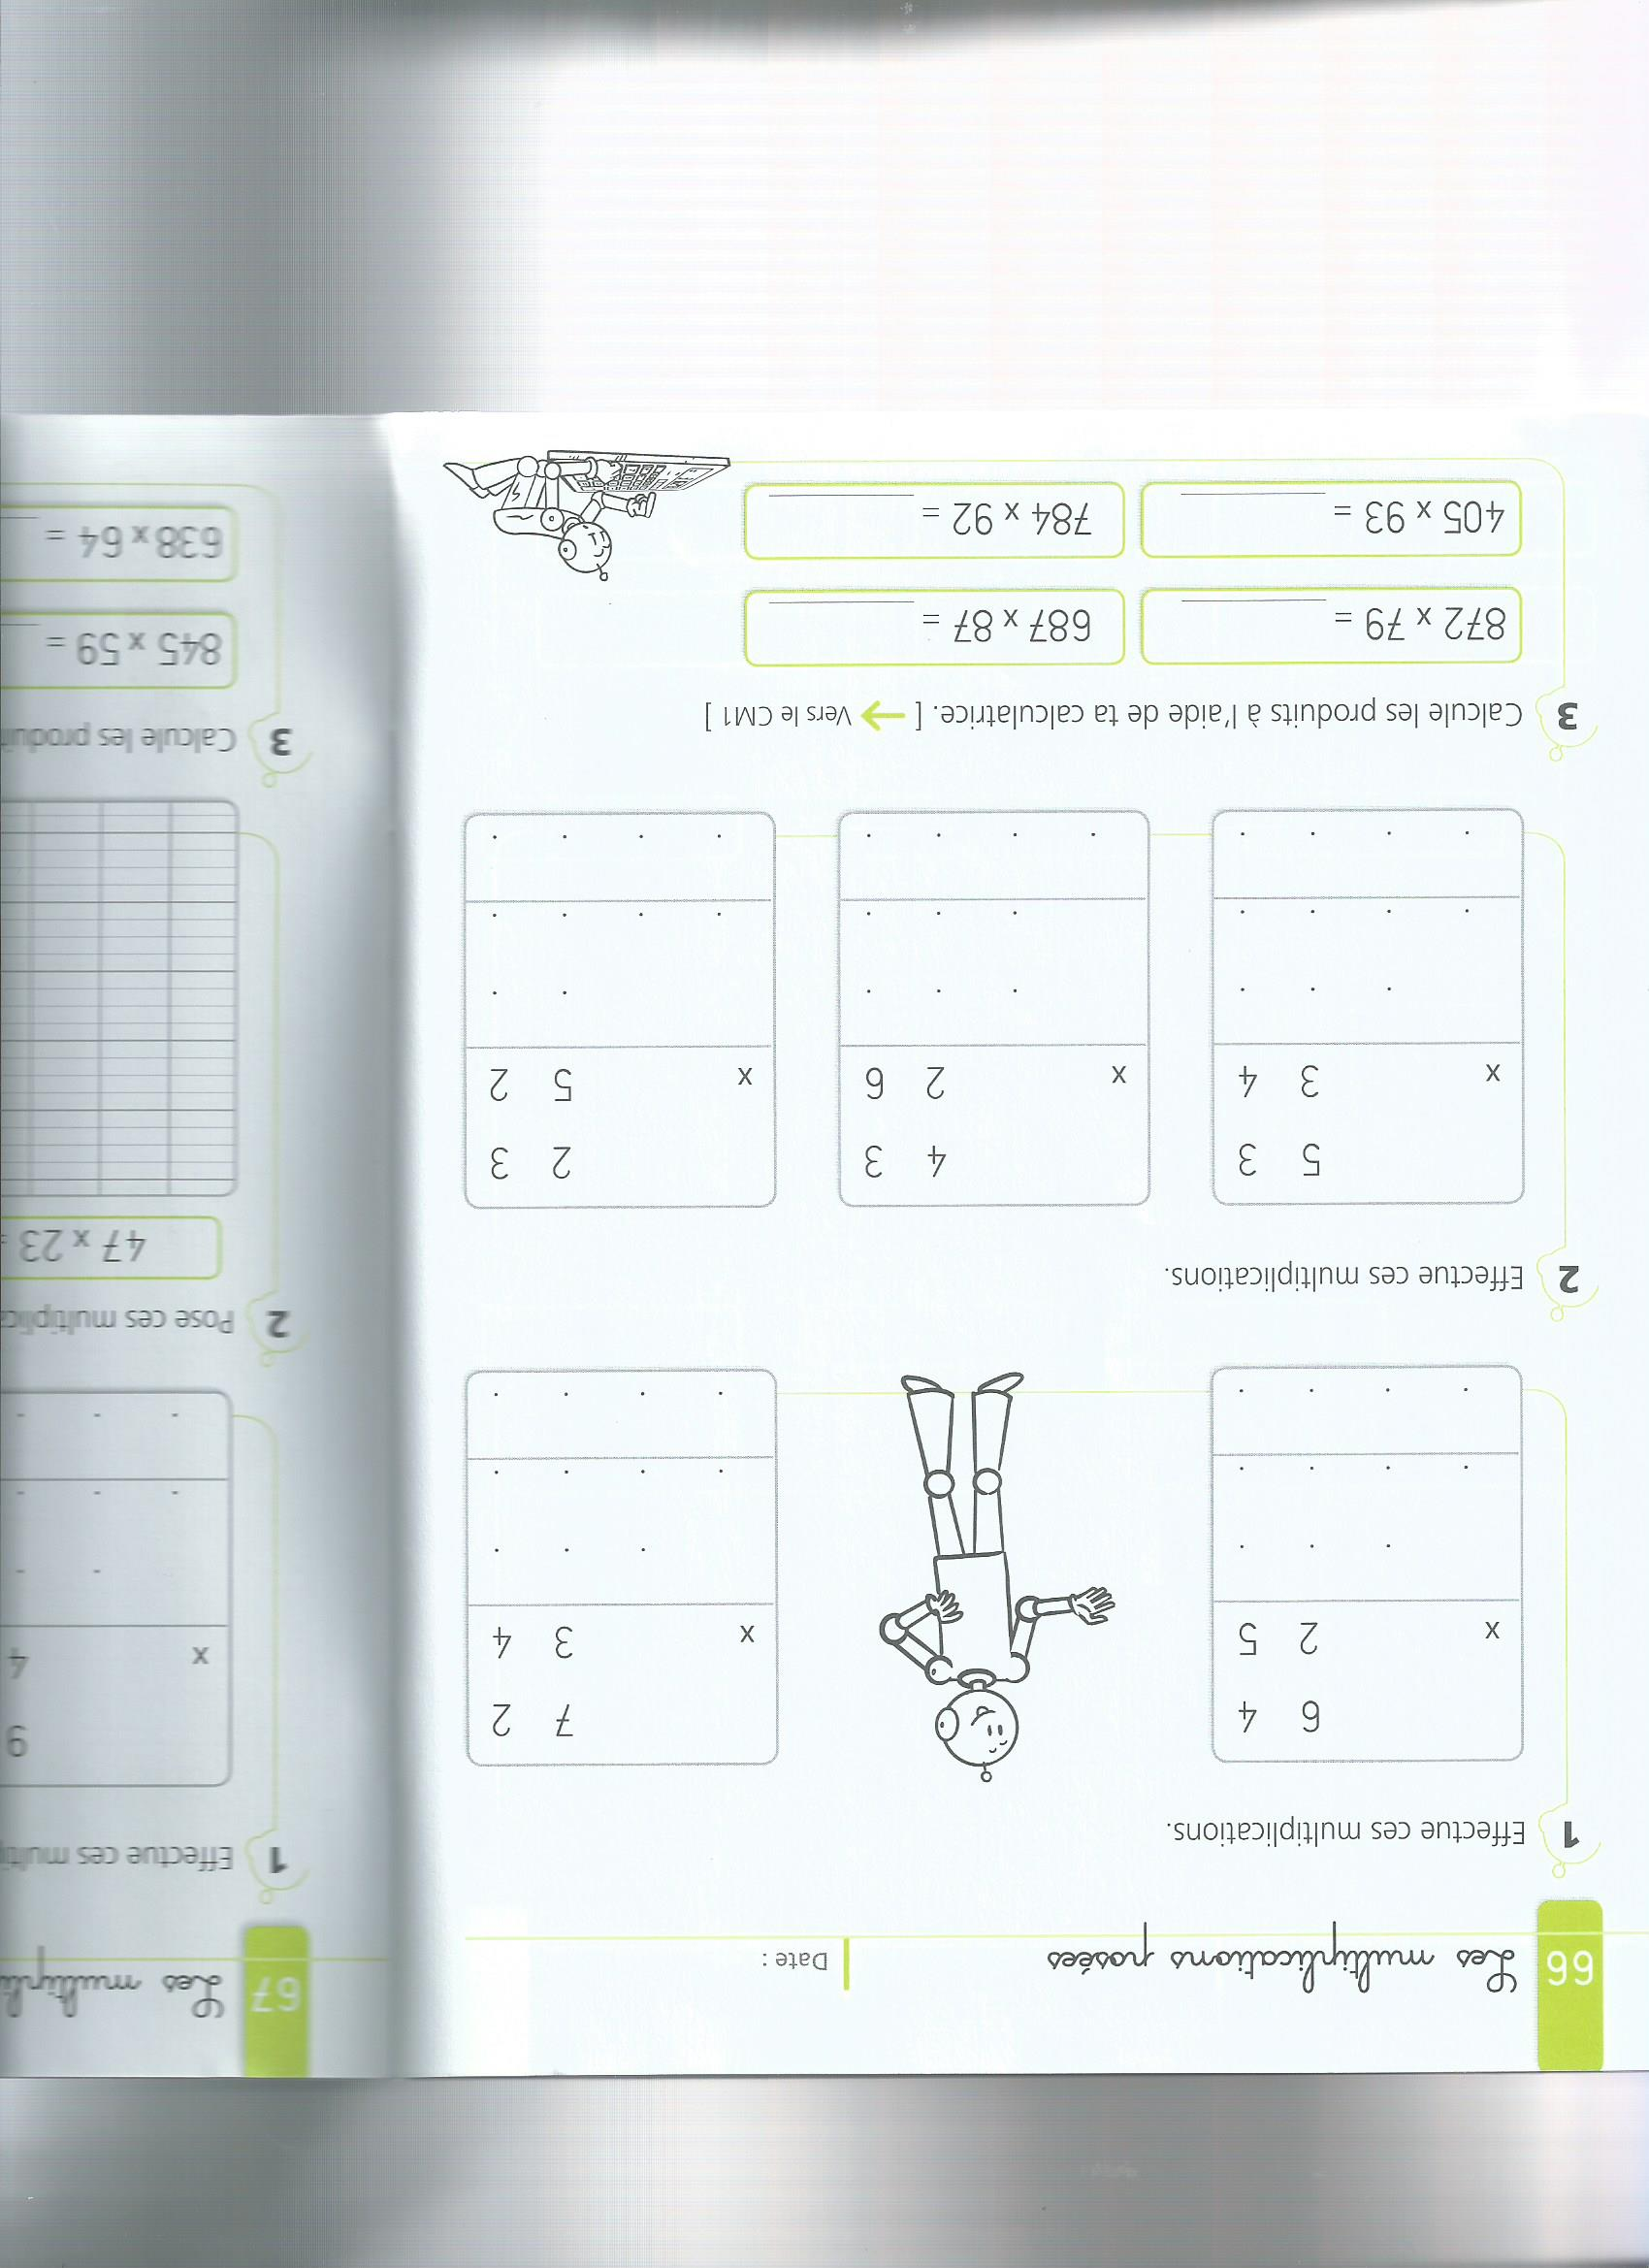 66 Les multiplications posées Date :
1 Effectue ces multiplications.
6 4 7 2
x 2 5 x 3 4
2 Effectue ces multiplications.
5 3 4 3 2 3
x 3 4 x 2 6 x 5 2
3 Calcule les produits à l'aide de ta calculatrice. [ → Vers le CM1 ]
872 x 79 = 687 x 87 =
405 x 93 = 784 x 92 =
67 Les
1 Effectue ces
9
x 4
2 Pose ces
47 x 23
3 Calcule les
845 x 59 =
638 x 64 =